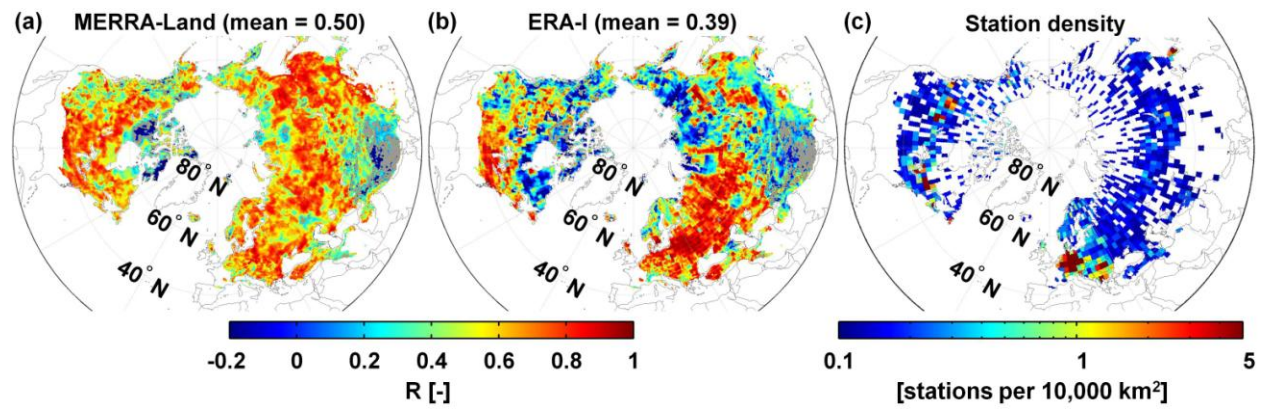 (a) MERRA-Land (mean = 0.50)
80° N
60° N
40° N
(b) ERA-I (mean = 0.39)
80° N
60° N
40° N
(c) Station density
80° N
60° N
40° N
-0.2 0 0.2 0.4 0.6 0.8 1
R [-]
0.1 1 5
[stations per 10,000 km²]